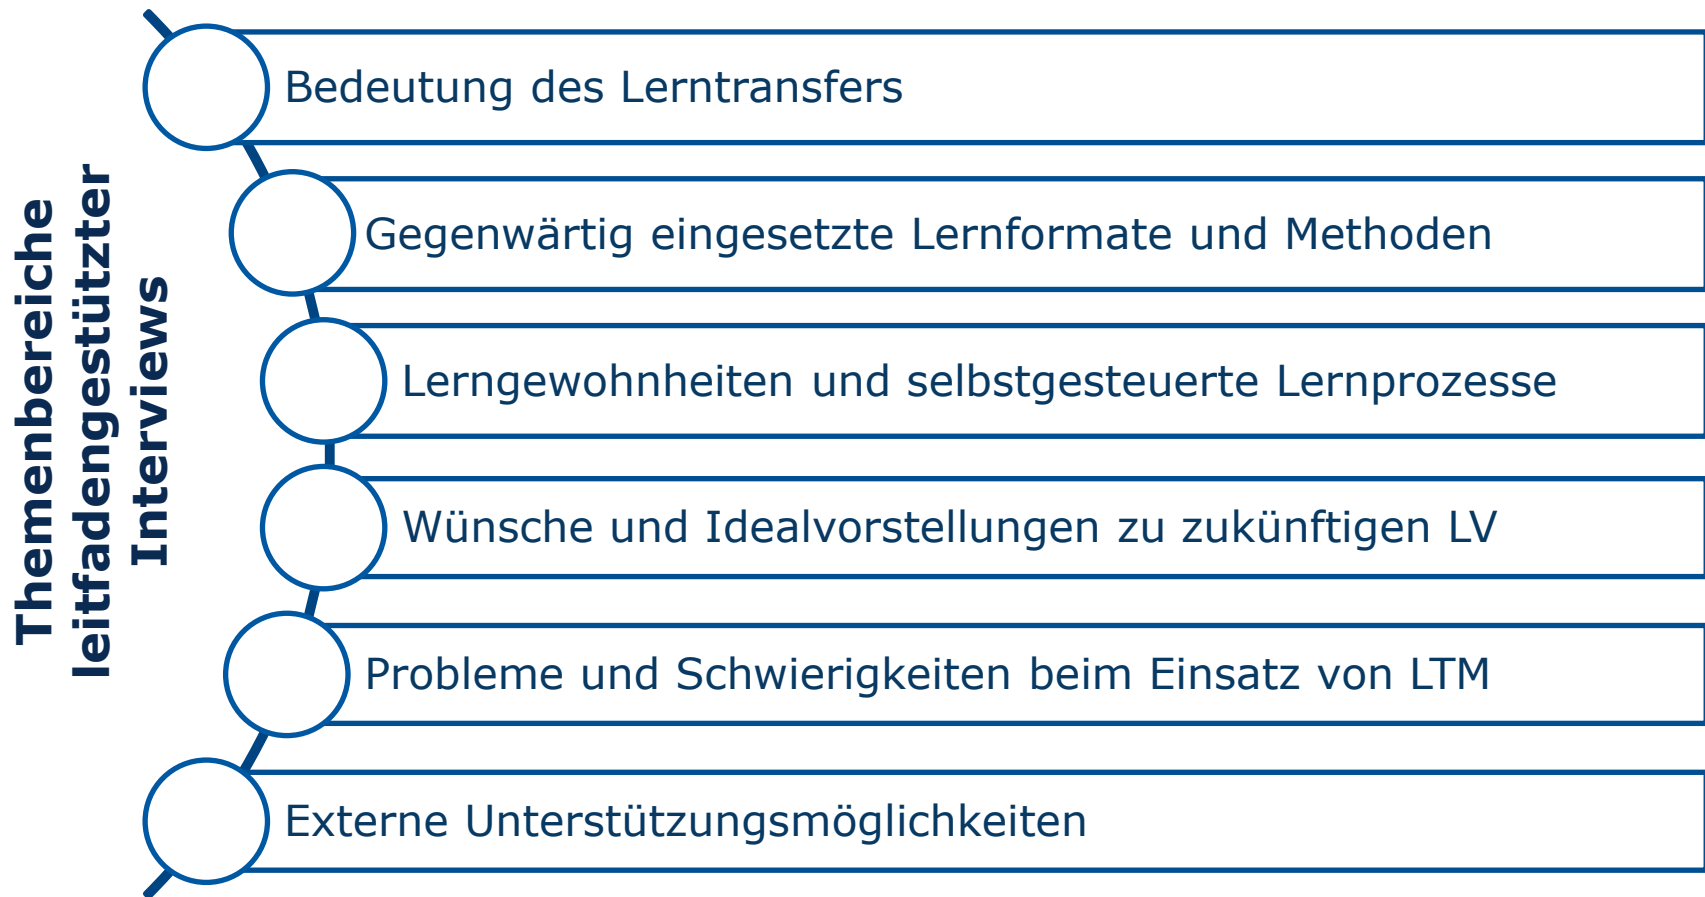 Themenbereiche
leitfadengestützter
Interviews
Bedeutung des Lerntransfers
Gegenwärtig eingesetzte Lernformate und Methoden
Lerngewohnheiten und selbstgesteuerte Lernprozesse
Wünsche und Idealvorstellungen zu zukünftigen LV
Probleme und Schwierigkeiten beim Einsatz von LTM
Externe Unterstützungsmöglichkeiten